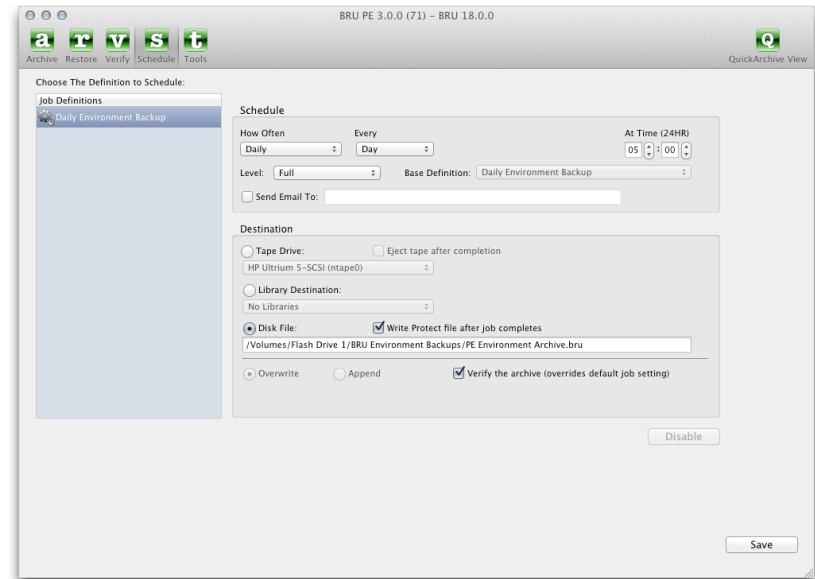 BRU PE 3.0.0 (71) – BRU 18.0.0
a r v s t Q
Archive Restore Verify Schedule Tools QuickArchive View
Choose The Definition to Schedule:
Job Definitions
Daily Environment Backup
Schedule
How Often Every At Time (24HR)
Daily Day 05 : 00
Level: Full Base Definition: Daily Environment Backup
Send Email To:
Destination
Tape Drive: Eject tape after completion
HP Ultrium 5-SCSI (ntape0)
Library Destination:
No Libraries
Disk File: Write Protect file after job completes
/Volumes/Flash Drive 1/BRU Environment Backups/PE Environment Archive.bru
Overwrite Append Verify the archive (overrides default job setting)
Disable
Save